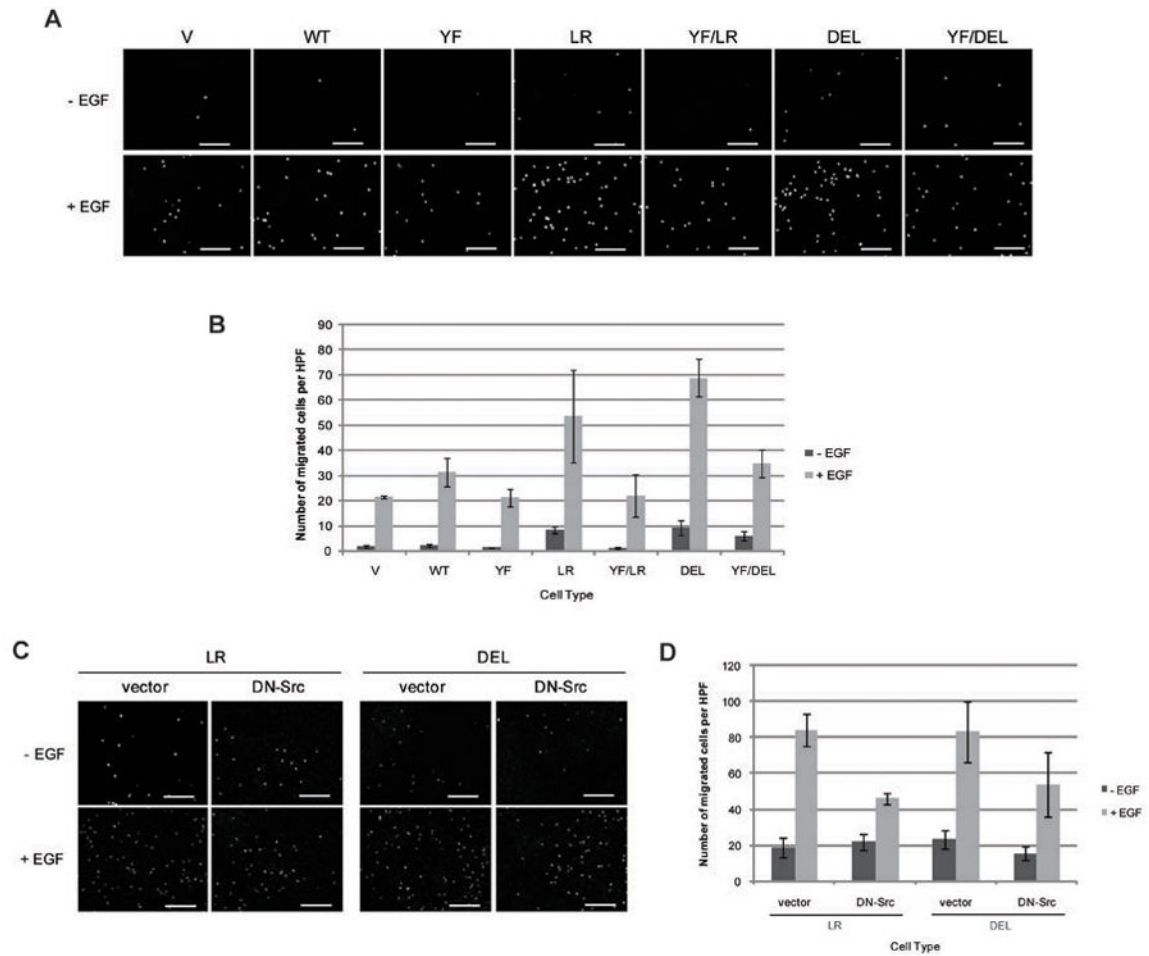 A
V WT YF LR YF/LR DEL YF/DEL
- EGF
+ EGF
B
Number of migrated cells per HPF
90
80
70
60
50
40
30
20
10
0
V WT YF LR YF/LR DEL YF/DEL
Cell Type
- EGF
+ EGF
C
LR DEL
vector DN-Src vector DN-Src
- EGF
+ EGF
D
Number of migrated cells per HPF
120
100
80
60
40
20
0
vector DN-Src vector DN-Src
LR DEL
Cell Type
- EGF
+ EGF